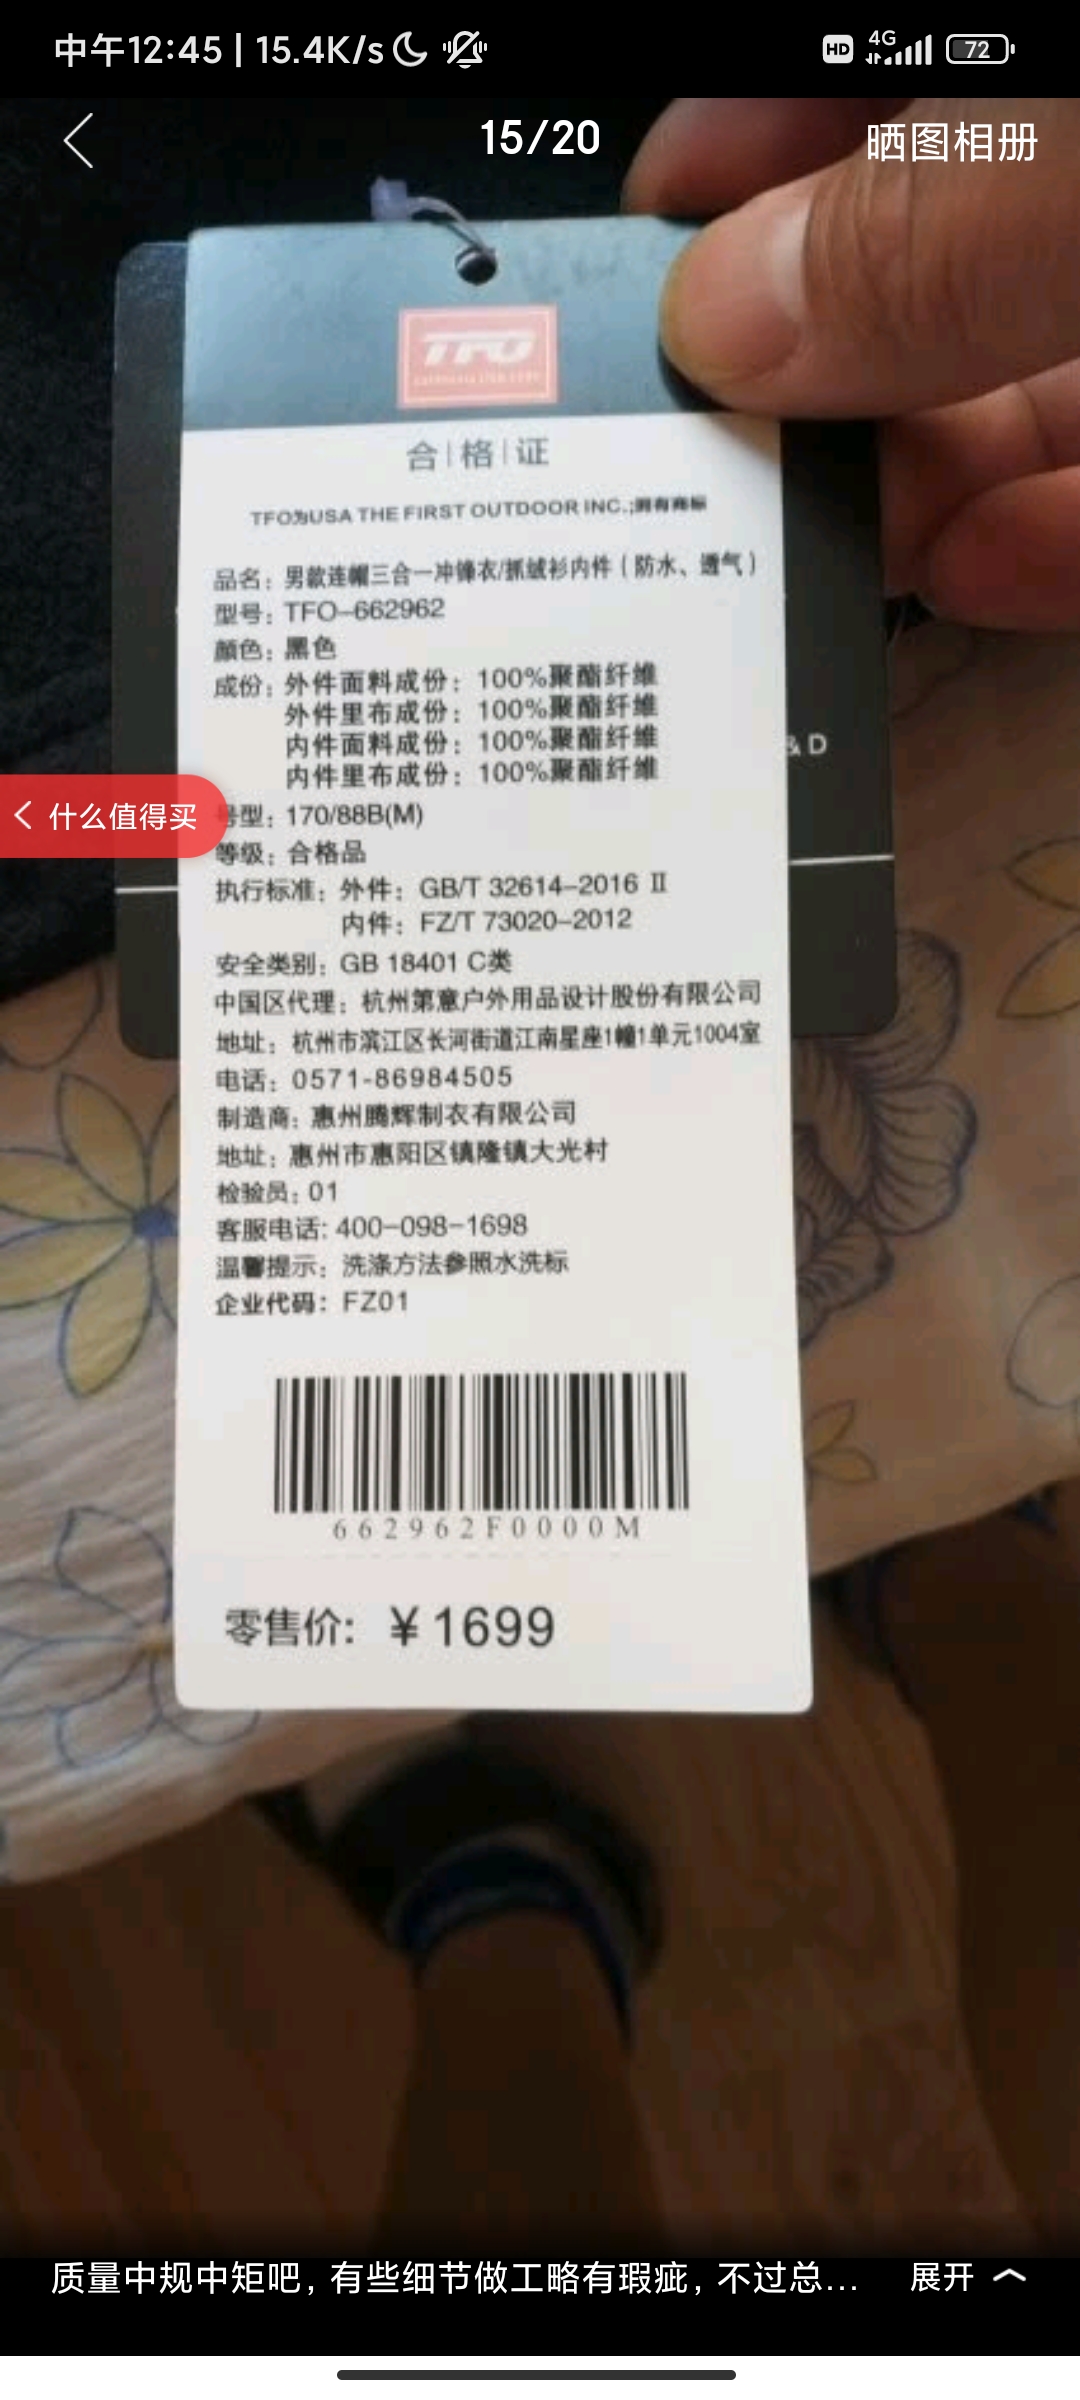 中午12:45 | 15.4K/s
HD 4G 72
15/20
晒图相册
TFO
合|格|证
TFO为USA THE FIRST OUTDOOR INC.;拥有商标
品名：男款连帽三合一冲锋衣/抓绒衫内件（防水、透气）
型号：TFO-662962
颜色：黑色
成份：外件面料成份：100%聚酯纤维
外件里布成份：100%聚酯纤维
内件面料成份：100%聚酯纤维
内件里布成份：100%聚酯纤维
& D
什么值得买
号型：170/88B(M)
等级：合格品
执行标准：外件：GB/T 32614-2016 Ⅱ
内件：FZ/T 73020-2012
安全类别：GB 18401 C类
中国区代理：杭州第意户外用品设计股份有限公司
地址：杭州市滨江区长河街道江南星座1幢1单元1004室
电话：0571-86984505
制造商：惠州腾辉制衣有限公司
地址：惠州市惠阳区镇隆镇大光村
检验员：01
客服电话: 400-098-1698
温馨提示：洗涤方法参照水洗标
企业代码：FZ01
662962F0000M
零售价：￥1699
质量中规中矩吧，有些细节做工略有瑕疵，不过总...
展开